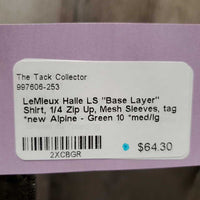 The Tack Collector
997606-253
LeMieux Halle LS "Base Layer"
Shirt, 1/4 Zip Up, Mesh Sleeves, tag
*new Alpine - Green 10 *med/lg
2XC8GR
$64.30